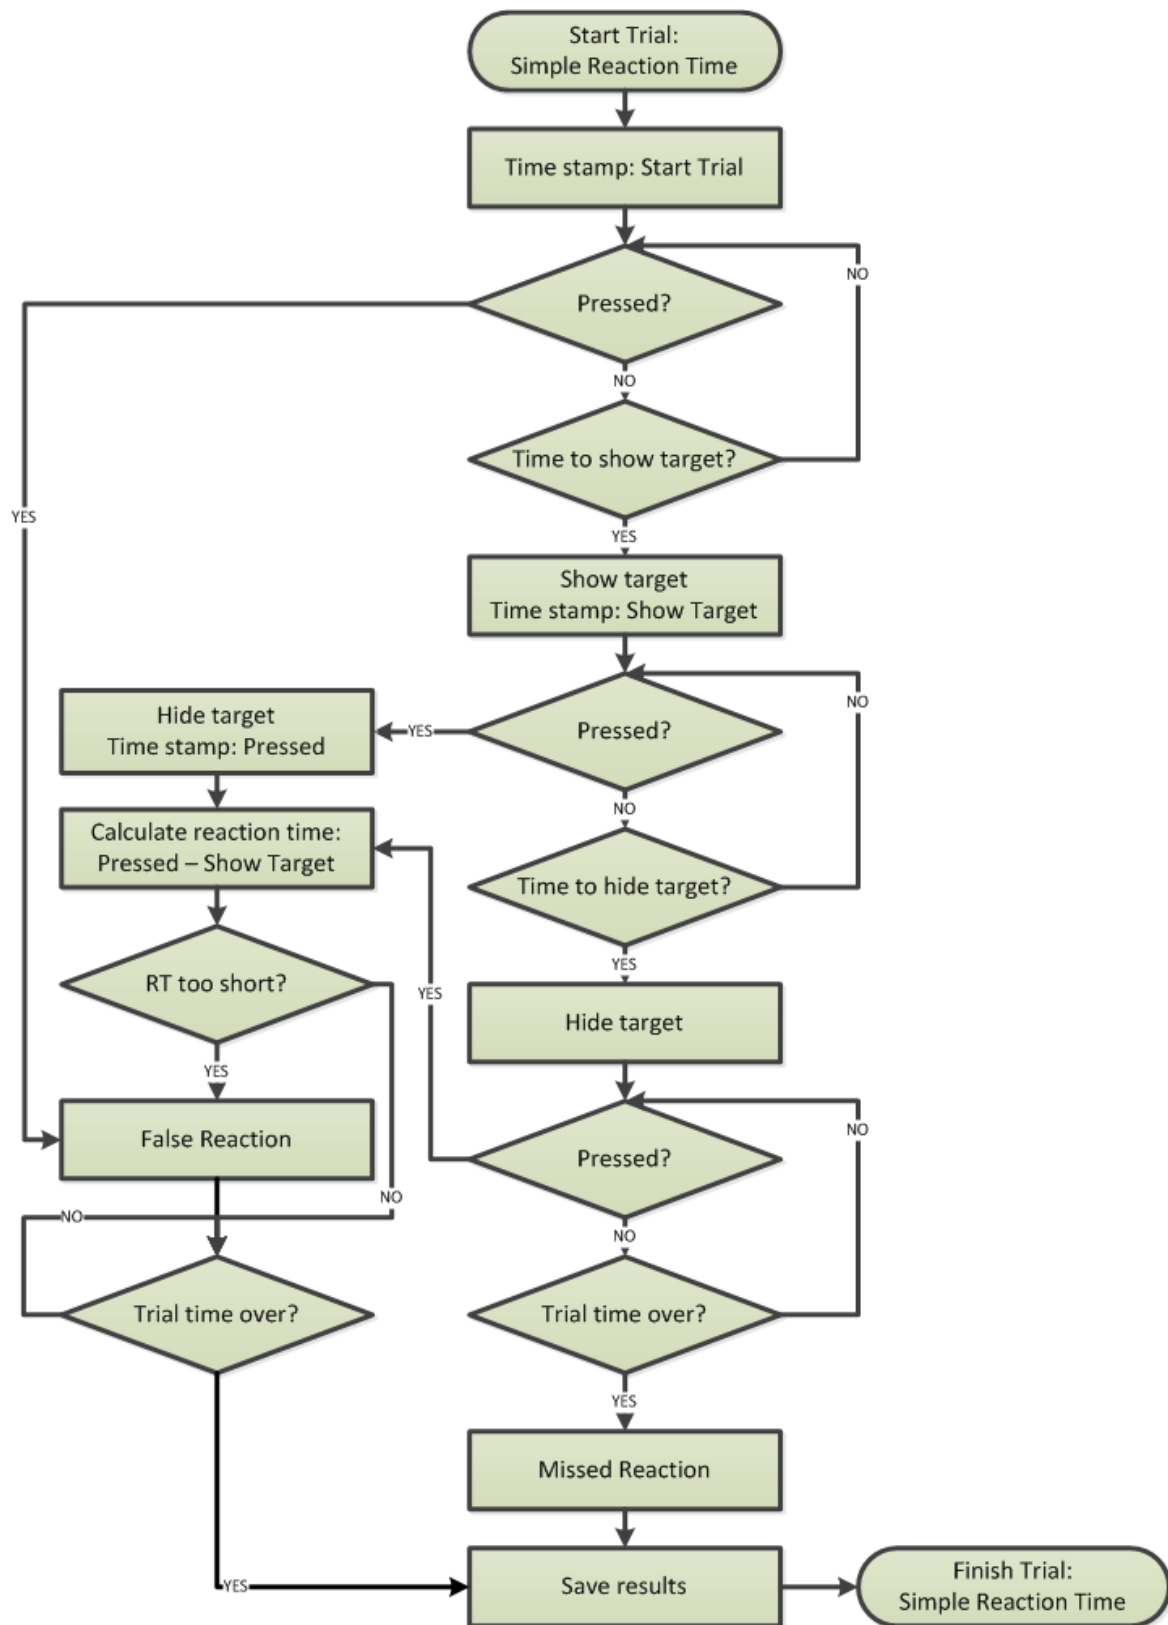 Start Trial:
Simple Reaction Time
Time stamp: Start Trial
Pressed?
NO
NO
Time to show target?
YES
YES
Show target
Time stamp: Show Target
Pressed?
NO
YES
Hide target
Time stamp: Pressed
NO
Calculate reaction time:
Pressed – Show Target
Time to hide target?
YES
RT too short?
YES
Hide target
YES
False Reaction
Pressed?
NO
NO
NO
NO
Trial time over?
Trial time over?
YES
Missed Reaction
YES
Save results
Finish Trial:
Simple Reaction Time